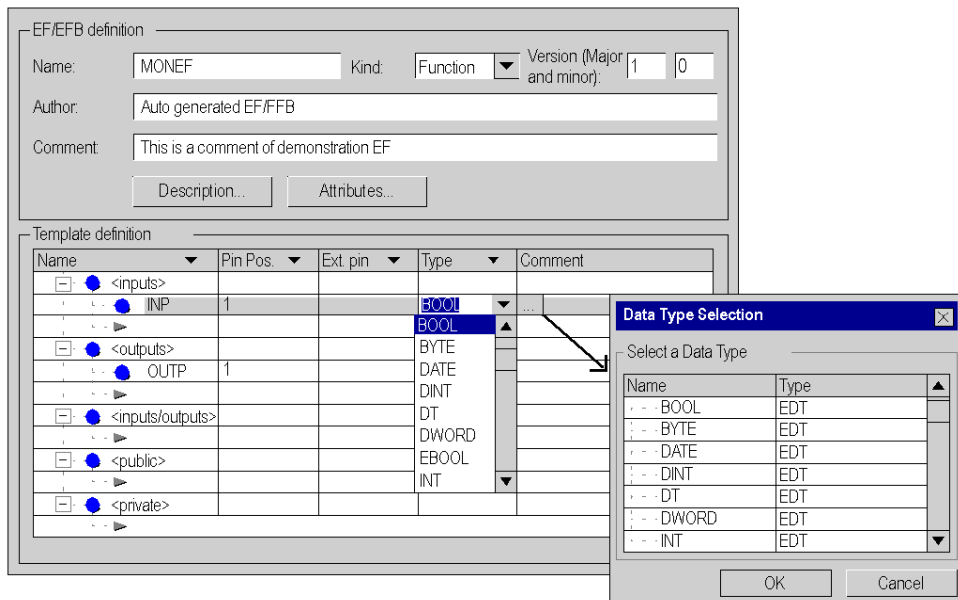 EF/EFB definition
Name: MONEF Kind: Function Version (Major and minor): 1 0
Author: Auto generated EF/FFB
Comment: This is a comment of demonstration EF
Description... Attributes...
Template definition
Name Pin Pos. Ext. pin Type Comment
<inputs>
INP 1 BOOL ...
BOOL
BYTE
DATE
DINT
DT
DWORD
EBOOL
INT
<outputs>
OUTP 1
<inputs/outputs>
<public>
<private>
Data Type Selection
Select a Data Type
Name Type
BOOL EDT
BYTE EDT
DATE EDT
DINT EDT
DT EDT
DWORD EDT
INT EDT
OK Cancel